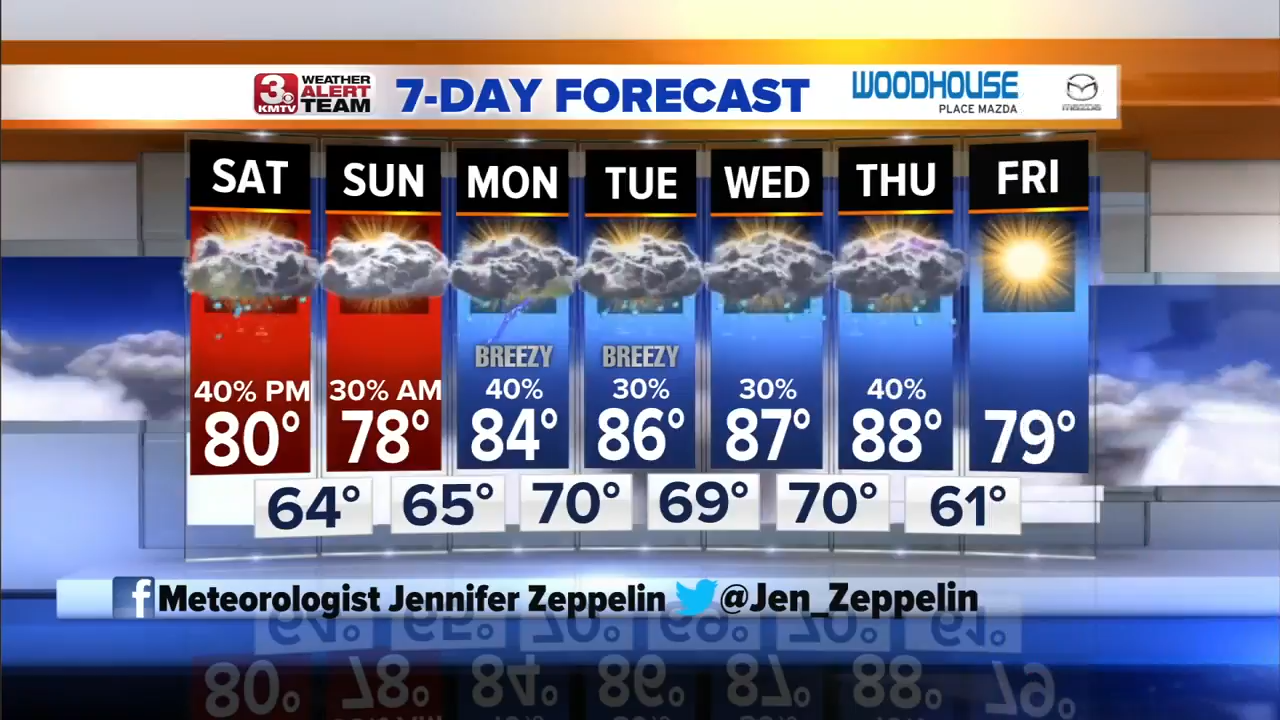 3 KMTV
WEATHER
ALERT
TEAM
7-DAY FORECAST
WOODHOUSE
PLACE MAZDA
SAT SUN MON TUE WED THU FRI
BREEZY BREEZY
40% PM 30% AM 40% 30% 30% 40%
80° 78° 84° 86° 87° 88° 79°
64° 65° 70° 69° 70° 61°
f Meteorologist Jennifer Zeppelin @Jen_Zeppelin